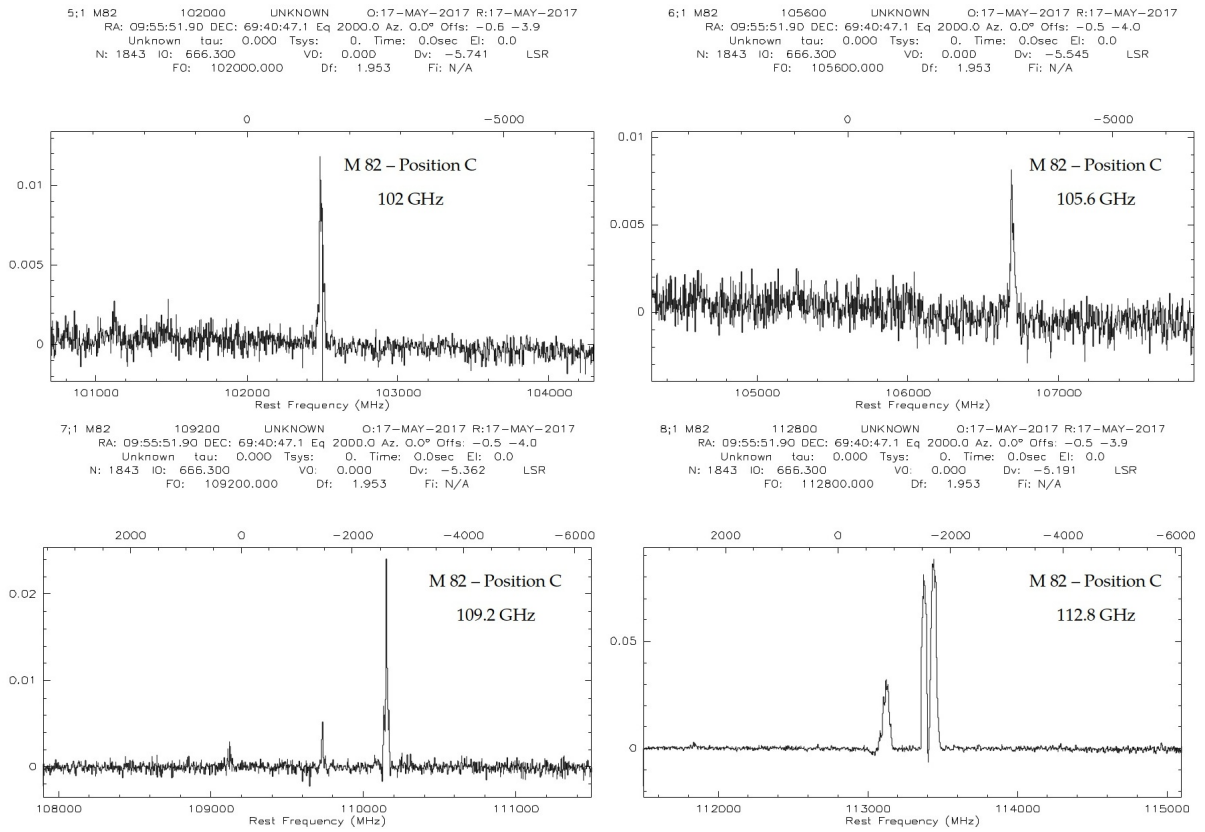 5;1 M82 102000 UNKNOWN O:17-MAY-2017 R:17-MAY-2017
RA: 09:55:51.90 DEC: 69:40:47.1 Eq 2000.0 Az. 0.0° Offs: -0.6 -3.9
Unknown tau: 0.000 Tsys: 0. Time: 0.0sec El: 0.0
N: 1843 I0: 666.300 V0: 0.000 Dv: -5.741 LSR
F0: 102000.000 Df: 1.953 Fi: N/A
0 -5000
M 82 – Position C
102 GHz
0.01
0.005
0
101000 102000 103000 104000
Rest Frequency (MHz)
6;1 M82 105600 UNKNOWN O:17-MAY-2017 R:17-MAY-2017
RA: 09:55:51.90 DEC: 69:40:47.1 Eq 2000.0 Az. 0.0° Offs: -0.5 -4.0
Unknown tau: 0.000 Tsys: 0. Time: 0.0sec El: 0.0
N: 1843 I0: 666.300 V0: 0.000 Dv: -5.545 LSR
F0: 105600.000 Df: 1.953 Fi: N/A
0 -5000
M 82 – Position C
105.6 GHz
0.01
0.005
0
105000 106000 107000
Rest Frequency (MHz)
7;1 M82 109200 UNKNOWN O:17-MAY-2017 R:17-MAY-2017
RA: 09:55:51.90 DEC: 69:40:47.1 Eq 2000.0 Az. 0.0° Offs: -0.5 -4.0
Unknown tau: 0.000 Tsys: 0. Time: 0.0sec El: 0.0
N: 1843 I0: 666.300 V0: 0.000 Dv: -5.362 LSR
F0: 109200.000 Df: 1.953 Fi: N/A
2000 0 -2000 -4000 -6000
M 82 – Position C
109.2 GHz
0.02
0.01
0
108000 109000 110000 111000
Rest Frequency (MHz)
8;1 M82 112800 UNKNOWN O:17-MAY-2017 R:17-MAY-2017
RA: 09:55:51.90 DEC: 69:40:47.1 Eq 2000.0 Az. 0.0° Offs: -0.5 -3.9
Unknown tau: 0.000 Tsys: 0. Time: 0.0sec El: 0.0
N: 1843 I0: 666.300 V0: 0.000 Dv: -5.191 LSR
F0: 112800.000 Df: 1.953 Fi: N/A
2000 0 -2000 -4000 -6000
M 82 – Position C
112.8 GHz
0.05
0
112000 113000 114000 115000
Rest Frequency (MHz)